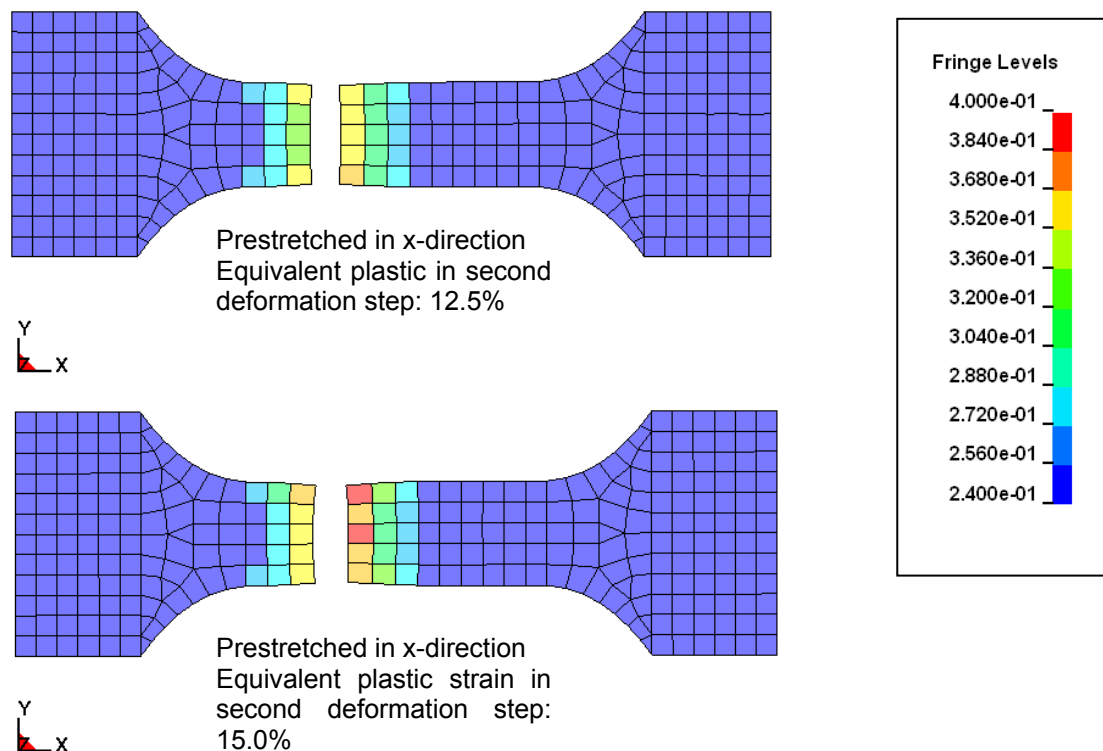 Prestretched in x-direction
Equivalent plastic in second
deformation step: 12.5%
Y
Z
X
Prestretched in x-direction
Equivalent plastic strain in
second deformation step:
15.0%
Y
Z
X
Fringe Levels
4.000e-01
3.840e-01
3.680e-01
3.520e-01
3.360e-01
3.200e-01
3.040e-01
2.880e-01
2.720e-01
2.560e-01
2.400e-01